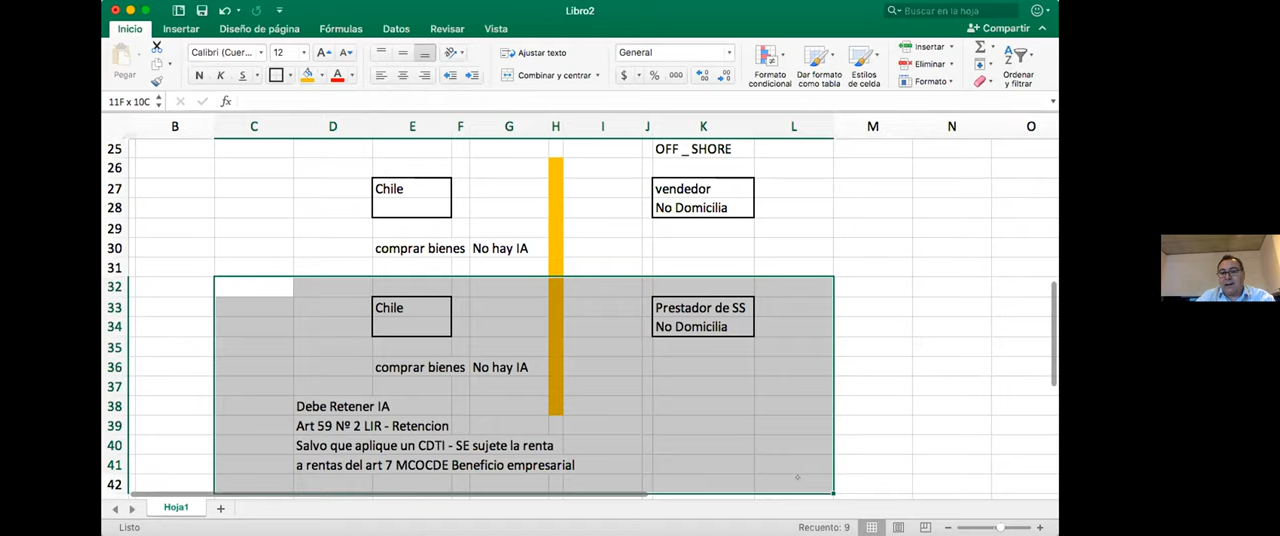 Libro2
Buscar en la hoja
Inicio Insertar Diseño de página Fórmulas Datos Revisar Vista
Compartir
Pegar
Calibri (Cuer... 12
N K S
Ajustar texto
Combinar y centrar
General
$ % 000
Formato condicional
Dar formato como tabla
Estilos de celda
Insertar
Eliminar
Formato
Ordenar y filtrar
11F x 10C fx
B C D E F G H I J K L M N O
25 OFF _ SHORE
26
27 Chile vendedor
28 No Domicilia
29
30 comprar bienes No hay IA
31
32
33 Chile Prestador de SS
34 No Domicilia
35
36 comprar bienes No hay IA
37
38 Debe Retener IA
39 Art 59 Nº 2 LIR - Retencion
40 Salvo que aplique un CDTI - SE sujete la renta
41 a rentas del art 7 MCOCDE Beneficio empresarial
42
Hoja1
Listo Recuento: 9